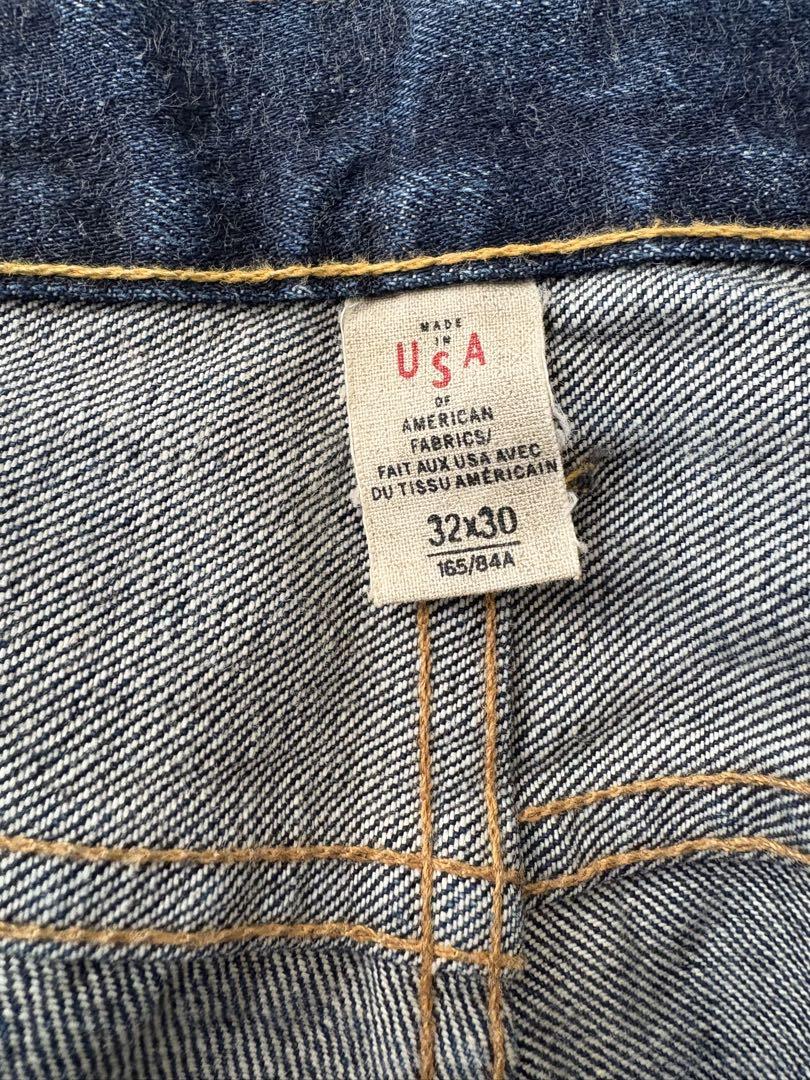 MADE
IN
USA
OF
AMERICAN
FABRICS/
FAIT AUX USA AVEC
DU TISSU AMÉRICAIN
32x30
165/84A